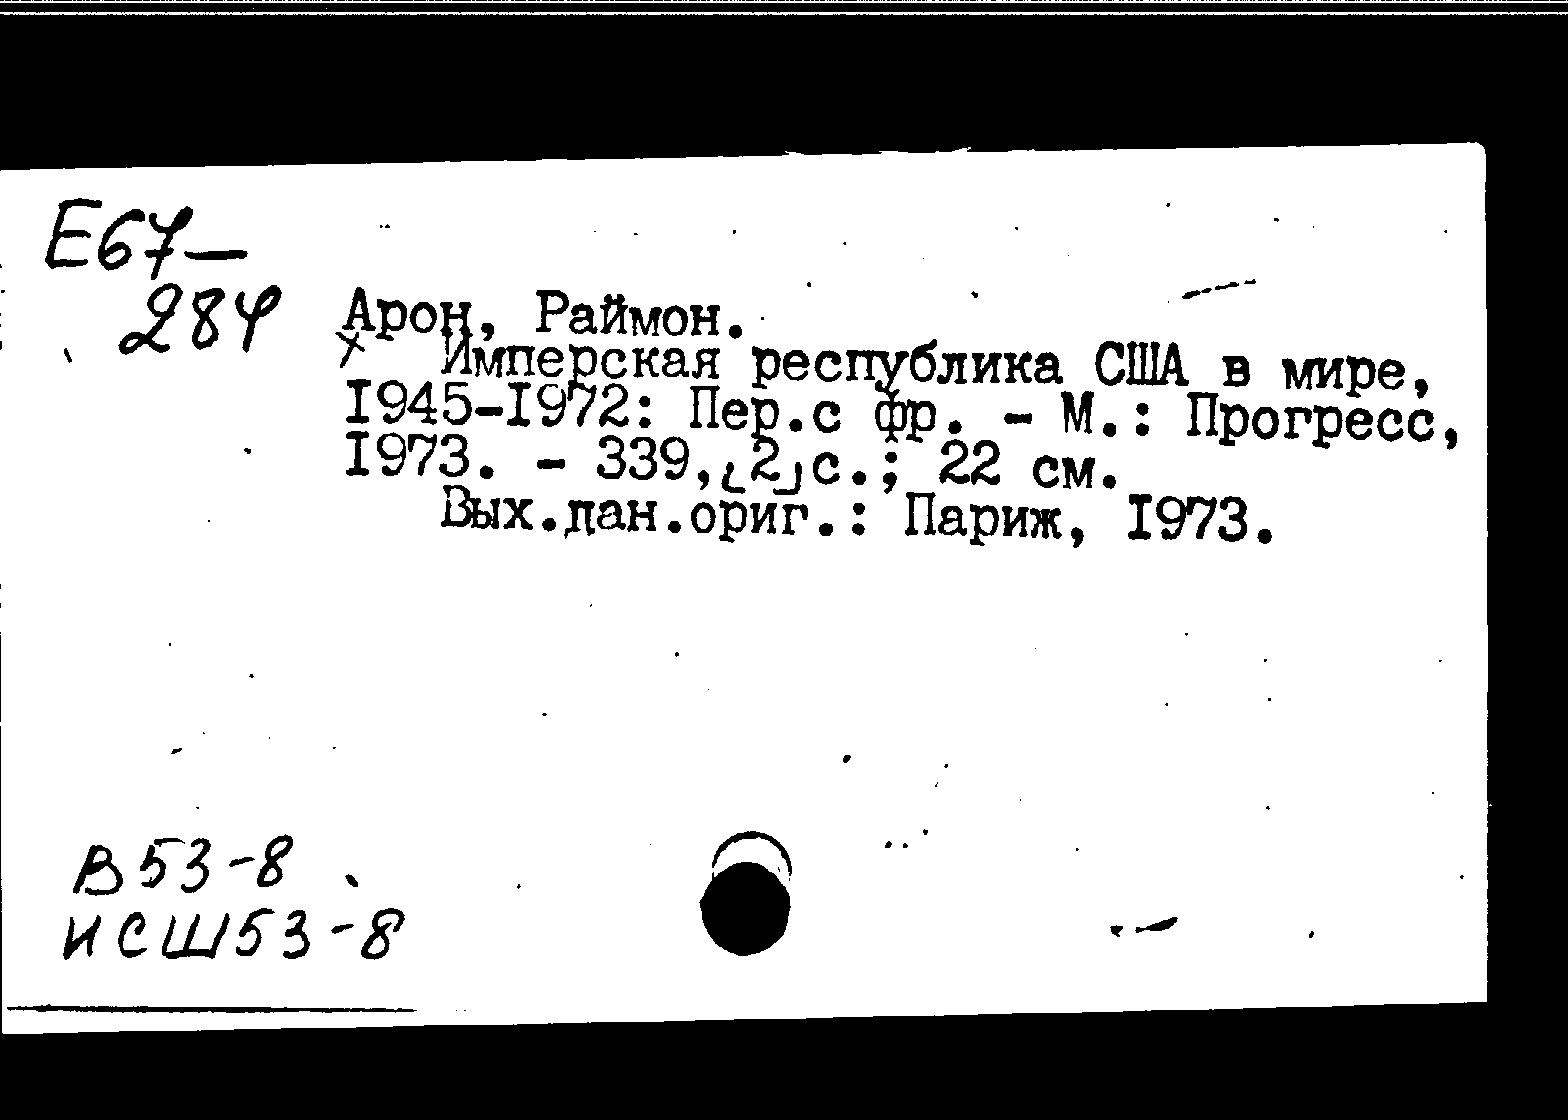 Е67–
284
Арон, Раймон.
Имперская республика США в мире,
1945-1972: Пер.с фр. - М.: Прогресс,
1973. - 339,[2]с.; 22 см.
Вых.дан.ориг.: Париж, 1973.
В53-8
ИСШ53-8